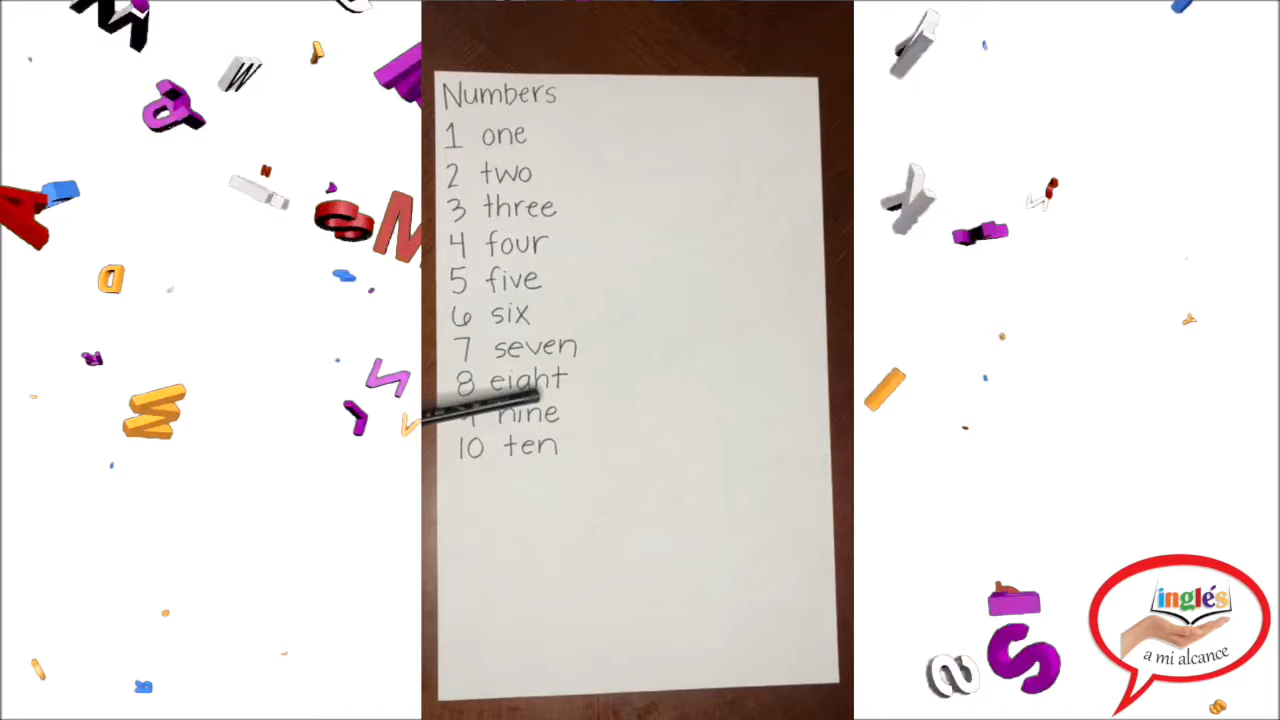 Numbers
1 one
2 two
3 three
4 four
5 five
6 six
7 seven
8 eight
nine
10 ten
inglés
a mi alcance